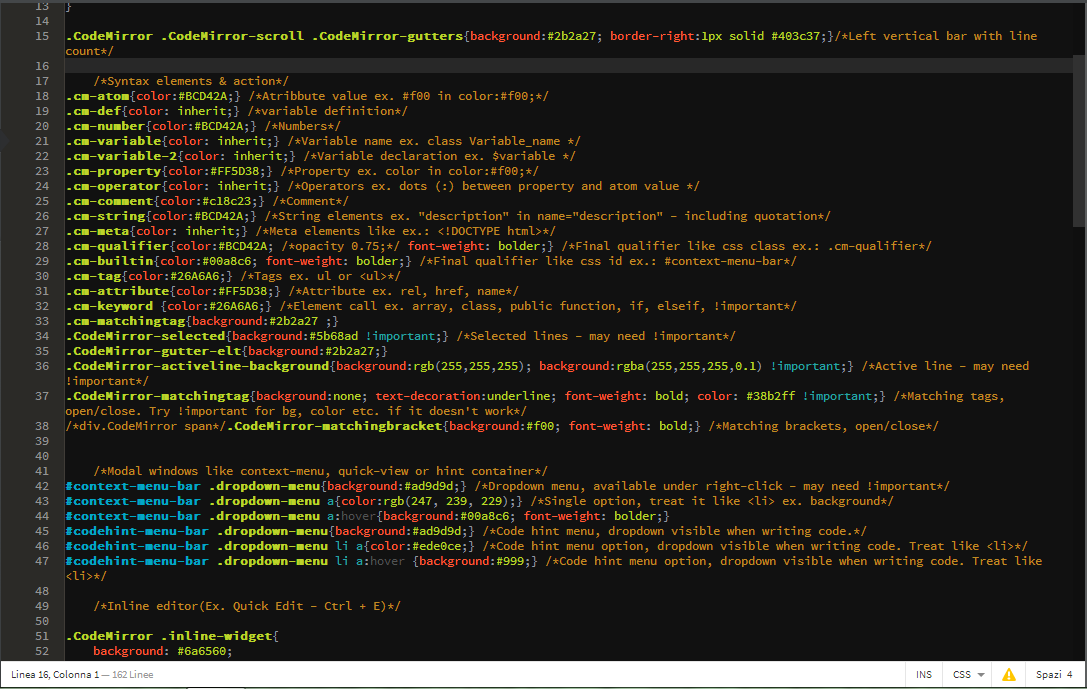 13 }
14
15 .CodeMirror .CodeMirror-scroll .CodeMirror-gutters{background:#2b2a27; border-right:1px solid #403c37;}/*Left vertical bar with line
count*/
16
17 /*Syntax elements & action*/
18 .cm-atom{color:#BCD42A;} /*Atribbute value ex. #f00 in color:#f00;*/
19 .cm-def{color: inherit;} /*variable definition*/
20 .cm-number{color:#BCD42A;} /*Numbers*/
21 .cm-variable{color: inherit;} /*Variable name ex. class Variable_name */
22 .cm-variable-2{color: inherit;} /*Variable declaration ex. $variable */
23 .cm-property{color:#FF5D38;} /*Property ex. color in color:#f00;*/
24 .cm-operator{color: inherit;} /*Operators ex. dots (:) between property and atom value */
25 .cm-comment{color:#c18c23;} /*Comment*/
26 .cm-string{color:#BCD42A;} /*String elements ex. "description" in name="description" - including quotation*/
27 .cm-meta{color: inherit;} /*Meta elements like ex.: <!DOCTYPE html>*/
28 .cm-qualifier{color:#BCD42A; /*opacity 0.75;*/ font-weight: bolder;} /*Final qualifier like css class ex.: .cm-qualifier*/
29 .cm-builtin{color:#00a8c6; font-weight: bolder;} /*Final qualifier like css id ex.: #context-menu-bar*/
30 .cm-tag{color:#26A6A6;} /*Tags ex. ul or <ul>*/
31 .cm-attribute{color:#FF5D38;} /*Attribute ex. rel, href, name*/
32 .cm-keyword {color:#26A6A6;} /*Element call ex. array, class, public function, if, elseif, !important*/
33 .cm-matchingtag{background:#2b2a27 ;}
34 .CodeMirror-selected{background:#5b68ad !important;} /*Selected lines - may need !important*/
35 .CodeMirror-gutter-elt{background:#2b2a27;}
36 .CodeMirror-activeline-background{background:rgb(255,255,255); background:rgba(255,255,255,0.1) !important;} /*Active line - may need
!important*/
37 .CodeMirror-matchingtag{background:none; text-decoration:underline; font-weight: bold; color: #38b2ff !important;} /*Matching tags,
open/close. Try !important for bg, color etc. if it doesn't work*/
38 /*div.CodeMirror span*/.CodeMirror-matchingbracket{background:#f00; font-weight: bold;} /*Matching brackets, open/close*/
39
40
41 /*Modal windows like context-menu, quick-view or hint container*/
42 #context-menu-bar .dropdown-menu{background:#ad9d9d;} /*Dropdown menu, available under right-click - may need !important*/
43 #context-menu-bar .dropdown-menu a{color:rgb(247, 239, 229);} /*Single option, treat it like <li> ex. background*/
44 #context-menu-bar .dropdown-menu a:hover{background:#00a8c6; font-weight: bolder;}
45 #codehint-menu-bar .dropdown-menu{background:#ad9d9d;} /*Code hint menu, dropdown visible when writing code.*/
46 #codehint-menu-bar .dropdown-menu li a{color:#ede0ce;} /*Code hint menu option, dropdown visible when writing code. Treat like <li>*/
47 #codehint-menu-bar .dropdown-menu li a:hover {background:#999;} /*Code hint menu option, dropdown visible when writing code. Treat like
<li>*/
48
49 /*Inline editor(Ex. Quick Edit - Ctrl + E)*/
50
51 .CodeMirror .inline-widget{
52 background: #6a6560;
Linea 16, Colonna 1 — 162 Linee INS CSS Spazi 4